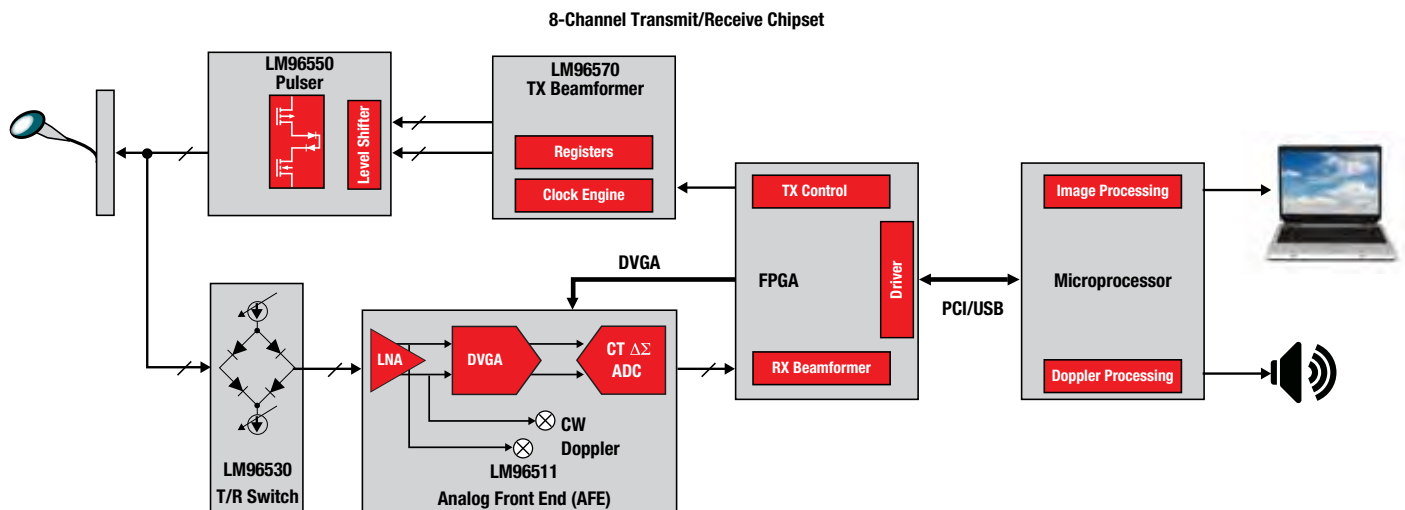 8-Channel Transmit/Receive Chipset
LM96550
Pulser
Level Shifter
LM96570
TX Beamformer
Registers
Clock Engine
TX Control
FPGA
Driver
RX Beamformer
DVGA
PCI/USB
Image Processing
Microprocessor
Doppler Processing
LM96530
T/R Switch
LNA
DVGA
CT ΔΣ
ADC
CW
Doppler
LM96511
Analog Front End (AFE)